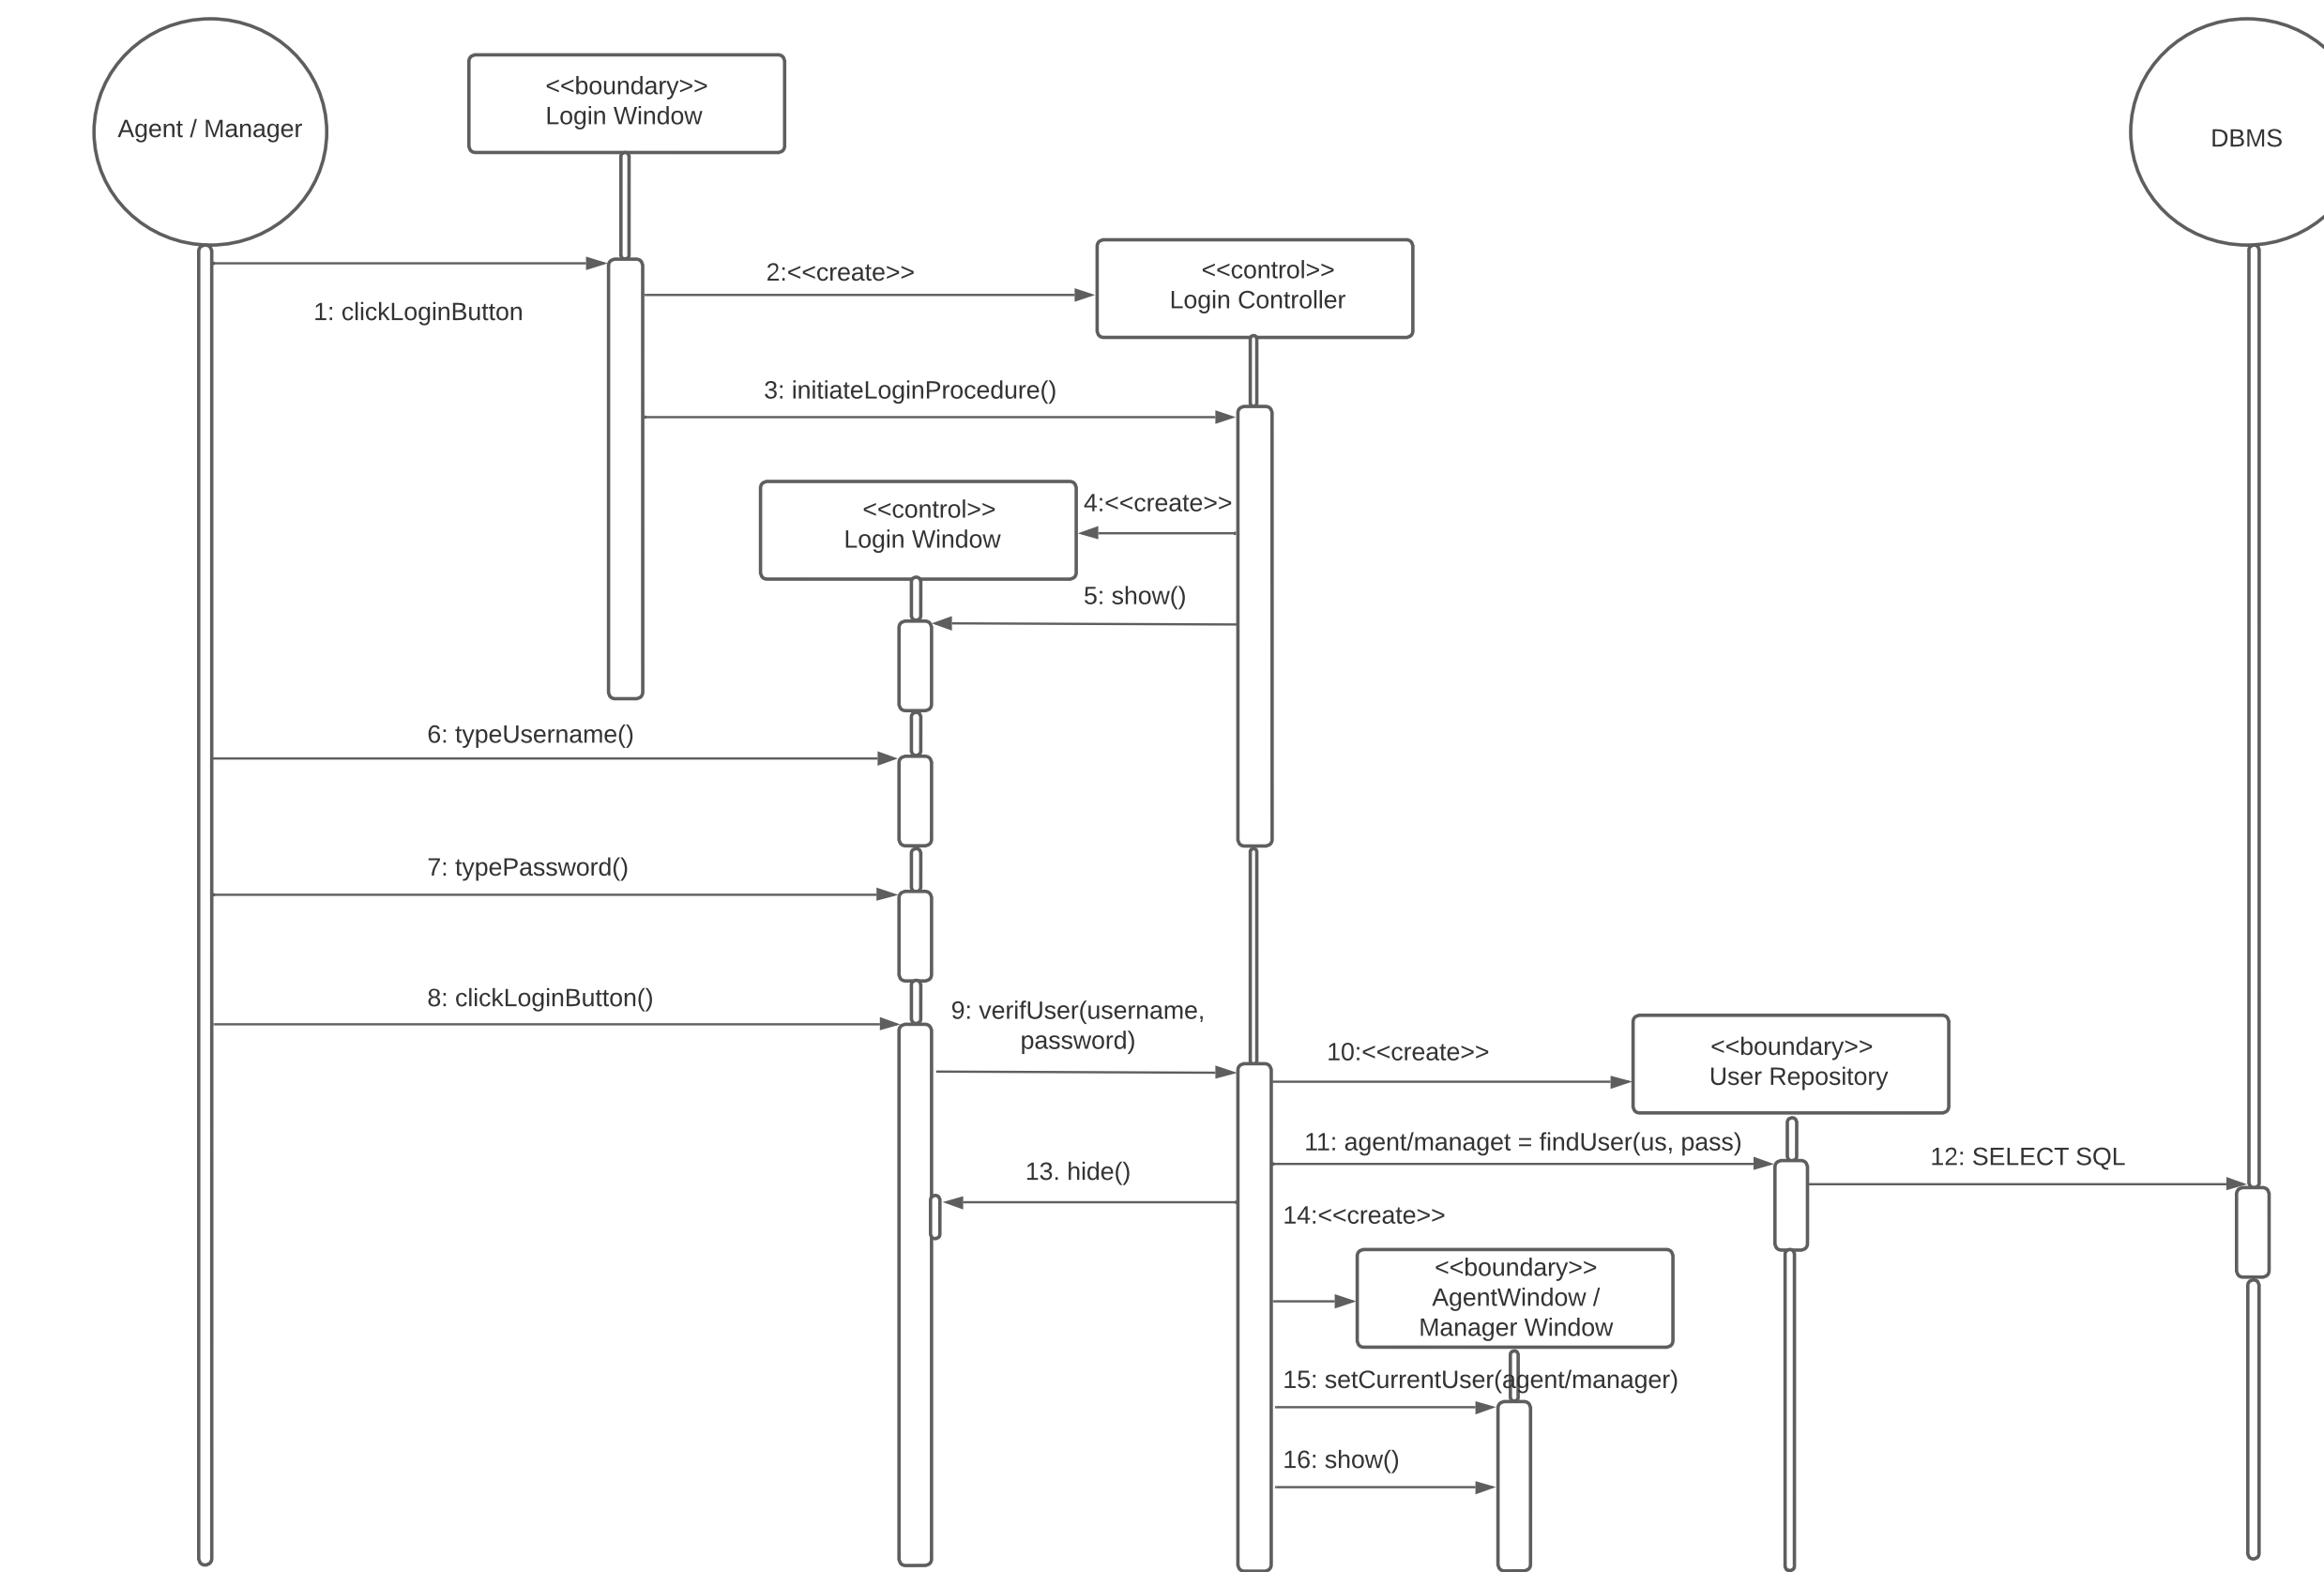 Agent / Manager
<<boundary>>
Login Window
DBMS
1: clickLoginButton
2:<<create>>
<<control>>
Login Controller
3: initiateLoginProcedure()
<<control>>
Login Window
4:<<create>>
5: show()
6: typeUsername()
7: typePassword()
8: clickLoginButton()
9: verifUser(username,
password)
10:<<create>>
<<boundary>>
User Repository
11: agent/managet = findUser(us, pass)
12: SELECT SQL
13. hide()
14:<<create>>
<<boundary>>
AgentWindow /
Manager Window
15: setCurrentUser(agent/manager)
16: show()